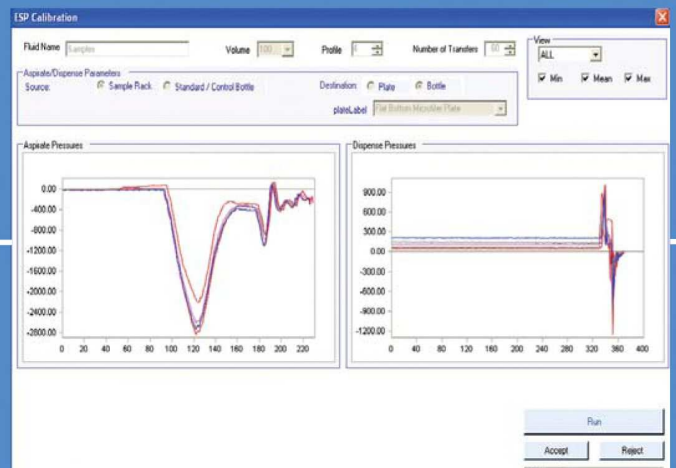 ESP Calibration
Fluid Name Samples Volume 100 Profile Number of Transfers 80
View
ALL
Min Mean Max
Aspirate/Dispense Parameters
Source: Sample Rack Standard / Control Bottle Destination: Plate Bottle
plateLabel Flat Bottom Microtiter Plate
Aspirate Pressures
0.00
-400.00
-800.00
-1200.00
-1600.00
-2000.00
-2400.00
-2800.00
0 20 40 60 80 100 120 140 160 180 200 220
Dispense Pressures
900.00
600.00
300.00
0.00
-300.00
-600.00
-900.00
-1200.00
0 40 80 120 160 200 240 280 320 360 400
Run
Accept Reject